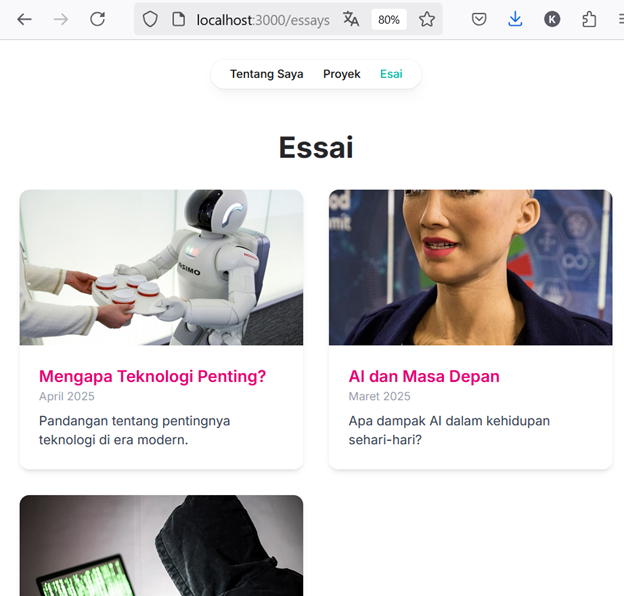 localhost:3000/essays
80%
K
Tentang Saya Proyek Esai
Essai
Mengapa Teknologi Penting?
April 2025
Pandangan tentang pentingnya
teknologi di era modern.
AI dan Masa Depan
Maret 2025
Apa dampak AI dalam kehidupan
sehari-hari?